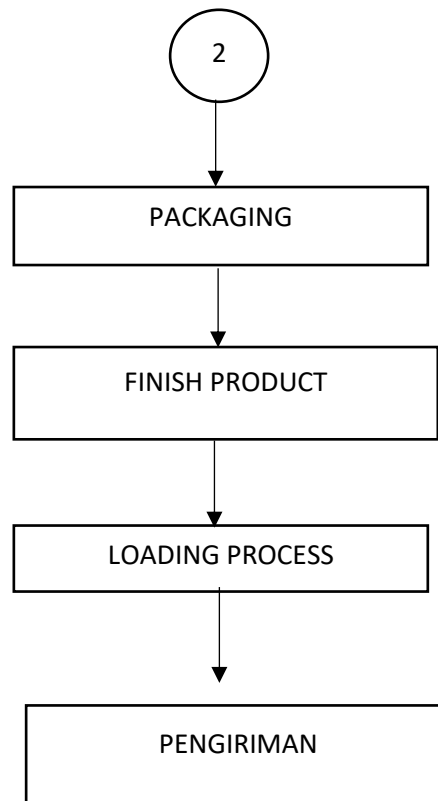 2
PACKAGING
FINISH PRODUCT
LOADING PROCESS
PENGIRIMAN